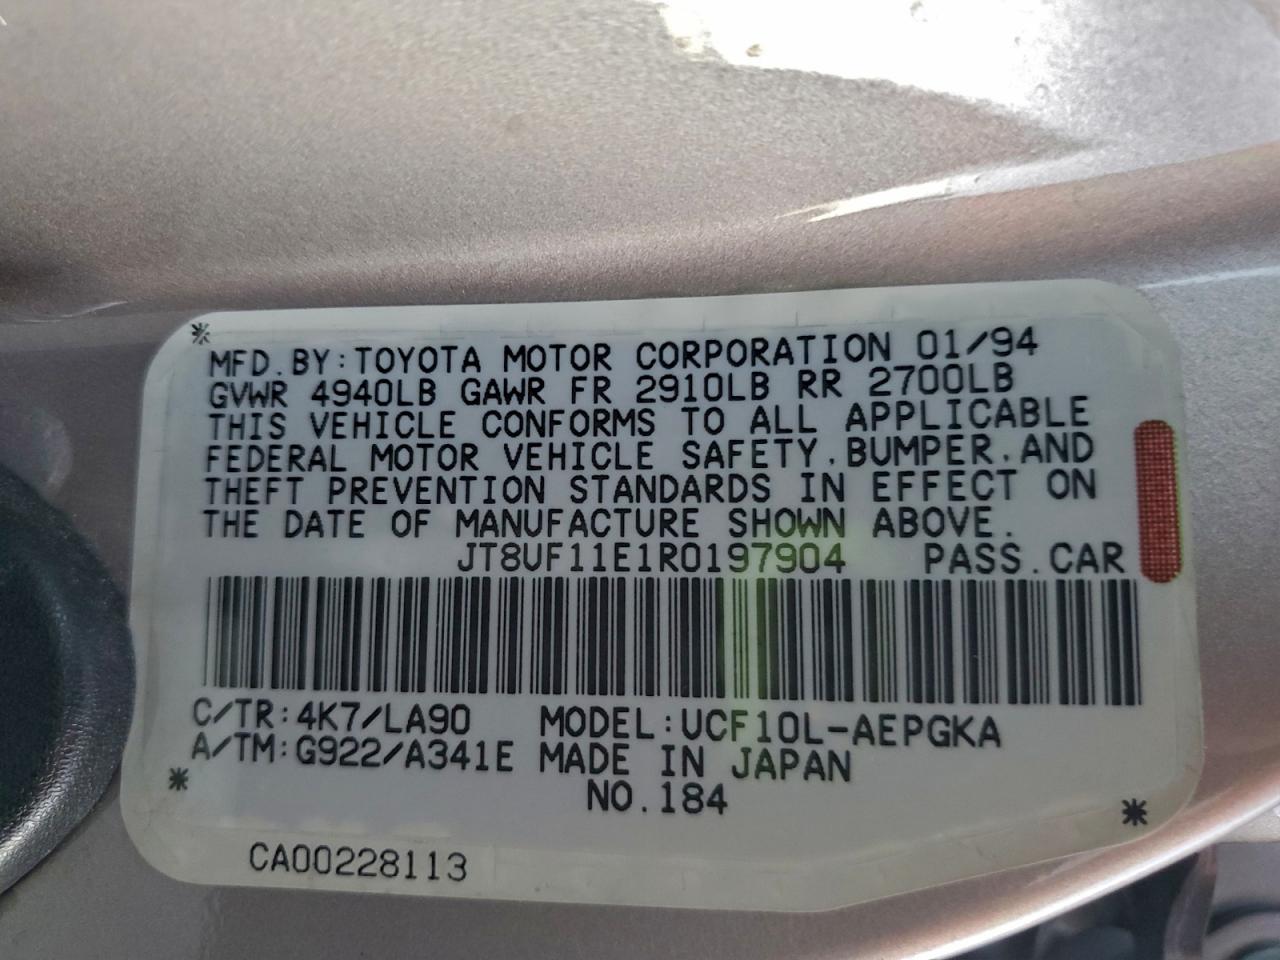 MFD. BY: TOYOTA MOTOR CORPORATION 01/94
GVWR 4940LB GAWR FR 2910LB RR 2700LB
THIS VEHICLE CONFORMS TO ALL APPLICABLE
FEDERAL MOTOR VEHICLE SAFETY, BUMPER, AND
THEFT PREVENTION STANDARDS IN EFFECT ON
THE DATE OF MANUFACTURE SHOWN ABOVE.
JT8UF11E1R0197904 PASS. CAR
C/TR: 4K7/LA90 MODEL: UCF10L-AEPGKA
A/TM: G922/A341E MADE IN JAPAN
NO. 184
CA00228113